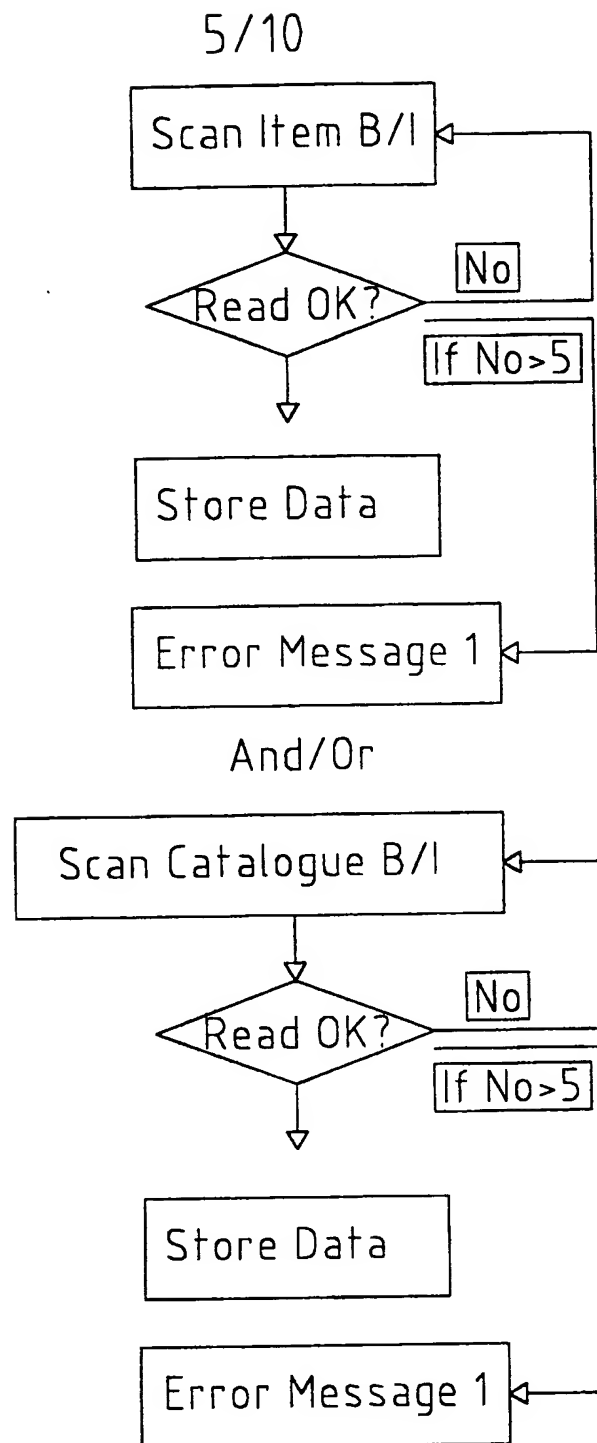 5/10
Scan Item B/I
Read OK?
No
If No>5
Store Data
Error Message 1
And/Or
Scan Catalogue B/I
Read OK?
No
If No>5
Store Data
Error Message 1